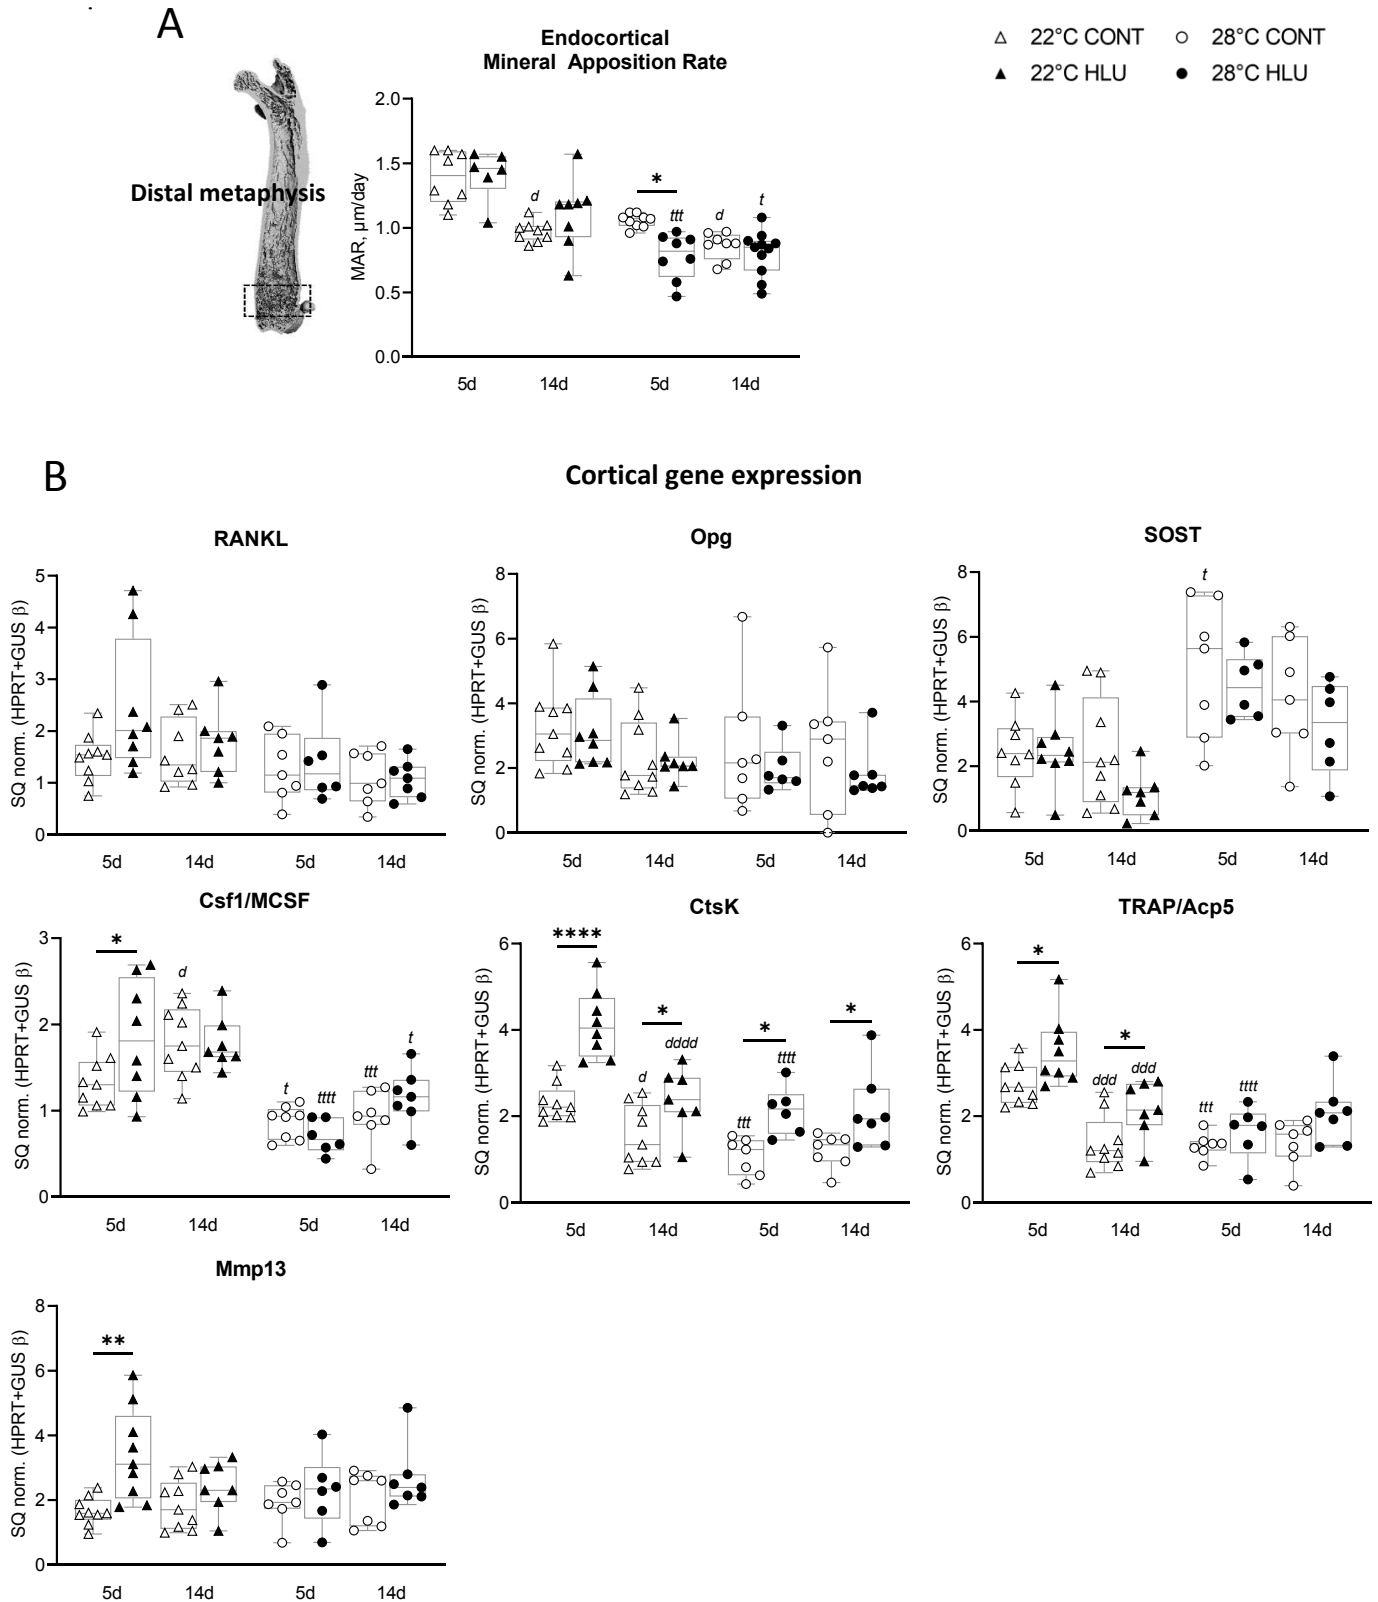 A
Endocortical
Mineral Apposition Rate
△ 22°C CONT ○ 28°C CONT
▲ 22°C HLU ● 28°C HLU
Distal metaphysis
MAR, µm/day
2.0
1.5
1.0
0.5
0.0
d
*
ttt
d
t
5d 14d 5d 14d
B
Cortical gene expression
RANKL
SQ norm. (HPRT+GUS β)
5
4
3
2
1
0
5d 14d 5d 14d
Opg
SQ norm. (HPRT+GUS β)
8
6
4
2
0
5d 14d 5d 14d
SOST
SQ norm. (HPRT+GUS β)
8
6
4
2
0
t
5d 14d 5d 14d
Csf1/MCSF
SQ norm. (HPRT+GUS β)
3
2
1
0
*
d
t
tttt
ttt
t
5d 14d 5d 14d
CtsK
SQ norm. (HPRT+GUS β)
6
4
2
0
****
*
d
dddd
*
ttt
tttt
*
5d 14d 5d 14d
TRAP/Acp5
SQ norm. (HPRT+GUS β)
6
4
2
0
*
*
ddd
ddd
ttt
tttt
5d 14d 5d 14d
Mmp13
SQ norm. (HPRT+GUS β)
8
6
4
2
0
**
5d 14d 5d 14d